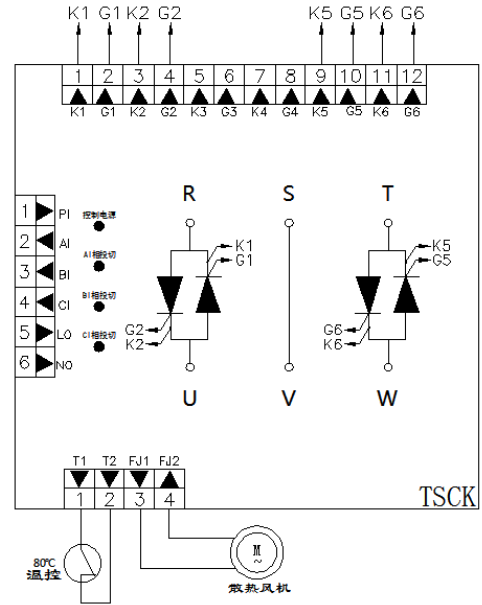 K1 G1 K2 G2 K5 G5 K6 G6
1 2 3 4 5 6 7 8 9 10 11 12
K1 G1 K2 G2 K3 G3 K4 G4 K5 G5 K6 G6
R S T
1 PI 控制电源
2 AI AI相投切
3 BI
4 CI BI相投切
5 LO CI相投切
6 NO
K1
G1
G2
K2
K5
G5
G6
K6
U V W
T1 T2 FJ1 FJ2
1 2 3 4
TSCK
80℃
温控
M
~
散热风机